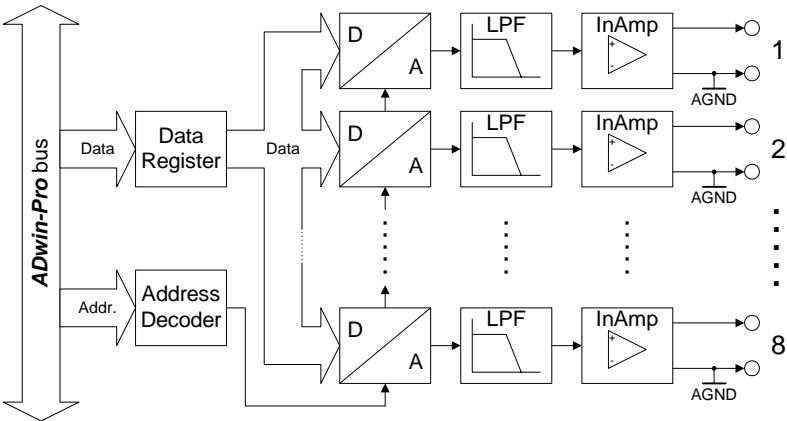 ADwin-Pro bus
Data
Data
Register
Data
Addr.
Address
Decoder
D
A
LPF
InAmp
+
-
AGND
1
D
A
LPF
InAmp
+
-
AGND
2
D
A
LPF
InAmp
+
-
AGND
8